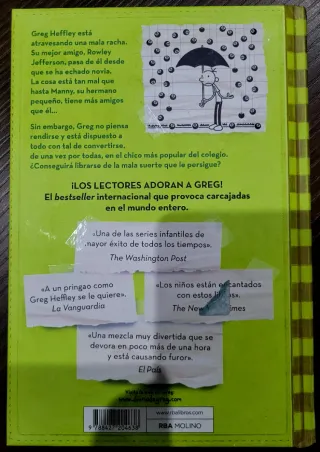 Greg Heffley está
atravesando una mala racha.
Su mejor amigo, Rowley
Jefferson, pasa de él desde
que se ha echado novia.
La cosa está tan mal que
hasta Manny, su hermano
pequeño, tiene más amigos
que él...
Sin embargo, Greg no piensa
rendirse y está dispuesto a
todo con tal de convertirse,
de una vez por todas, en el chico más popular del colegio.
¿Conseguirá librarse de la mala suerte que le persigue?
¡LOS LECTORES ADORAN A GREG!
El bestseller internacional que provoca carcajadas
en el mundo entero.
«Una de las series infantiles de
mayor éxito de todos los tiempos».
The Washington Post
«A un pringao como
Greg Heffley se le quiere».
La Vanguardia
«Los niños están encantados
con estos
The New Times
«Una mezcla muy divertida que se
devora en poco más de una hora
y está causando furor».
El País
www.rbalibros.com
RBA MOLINO